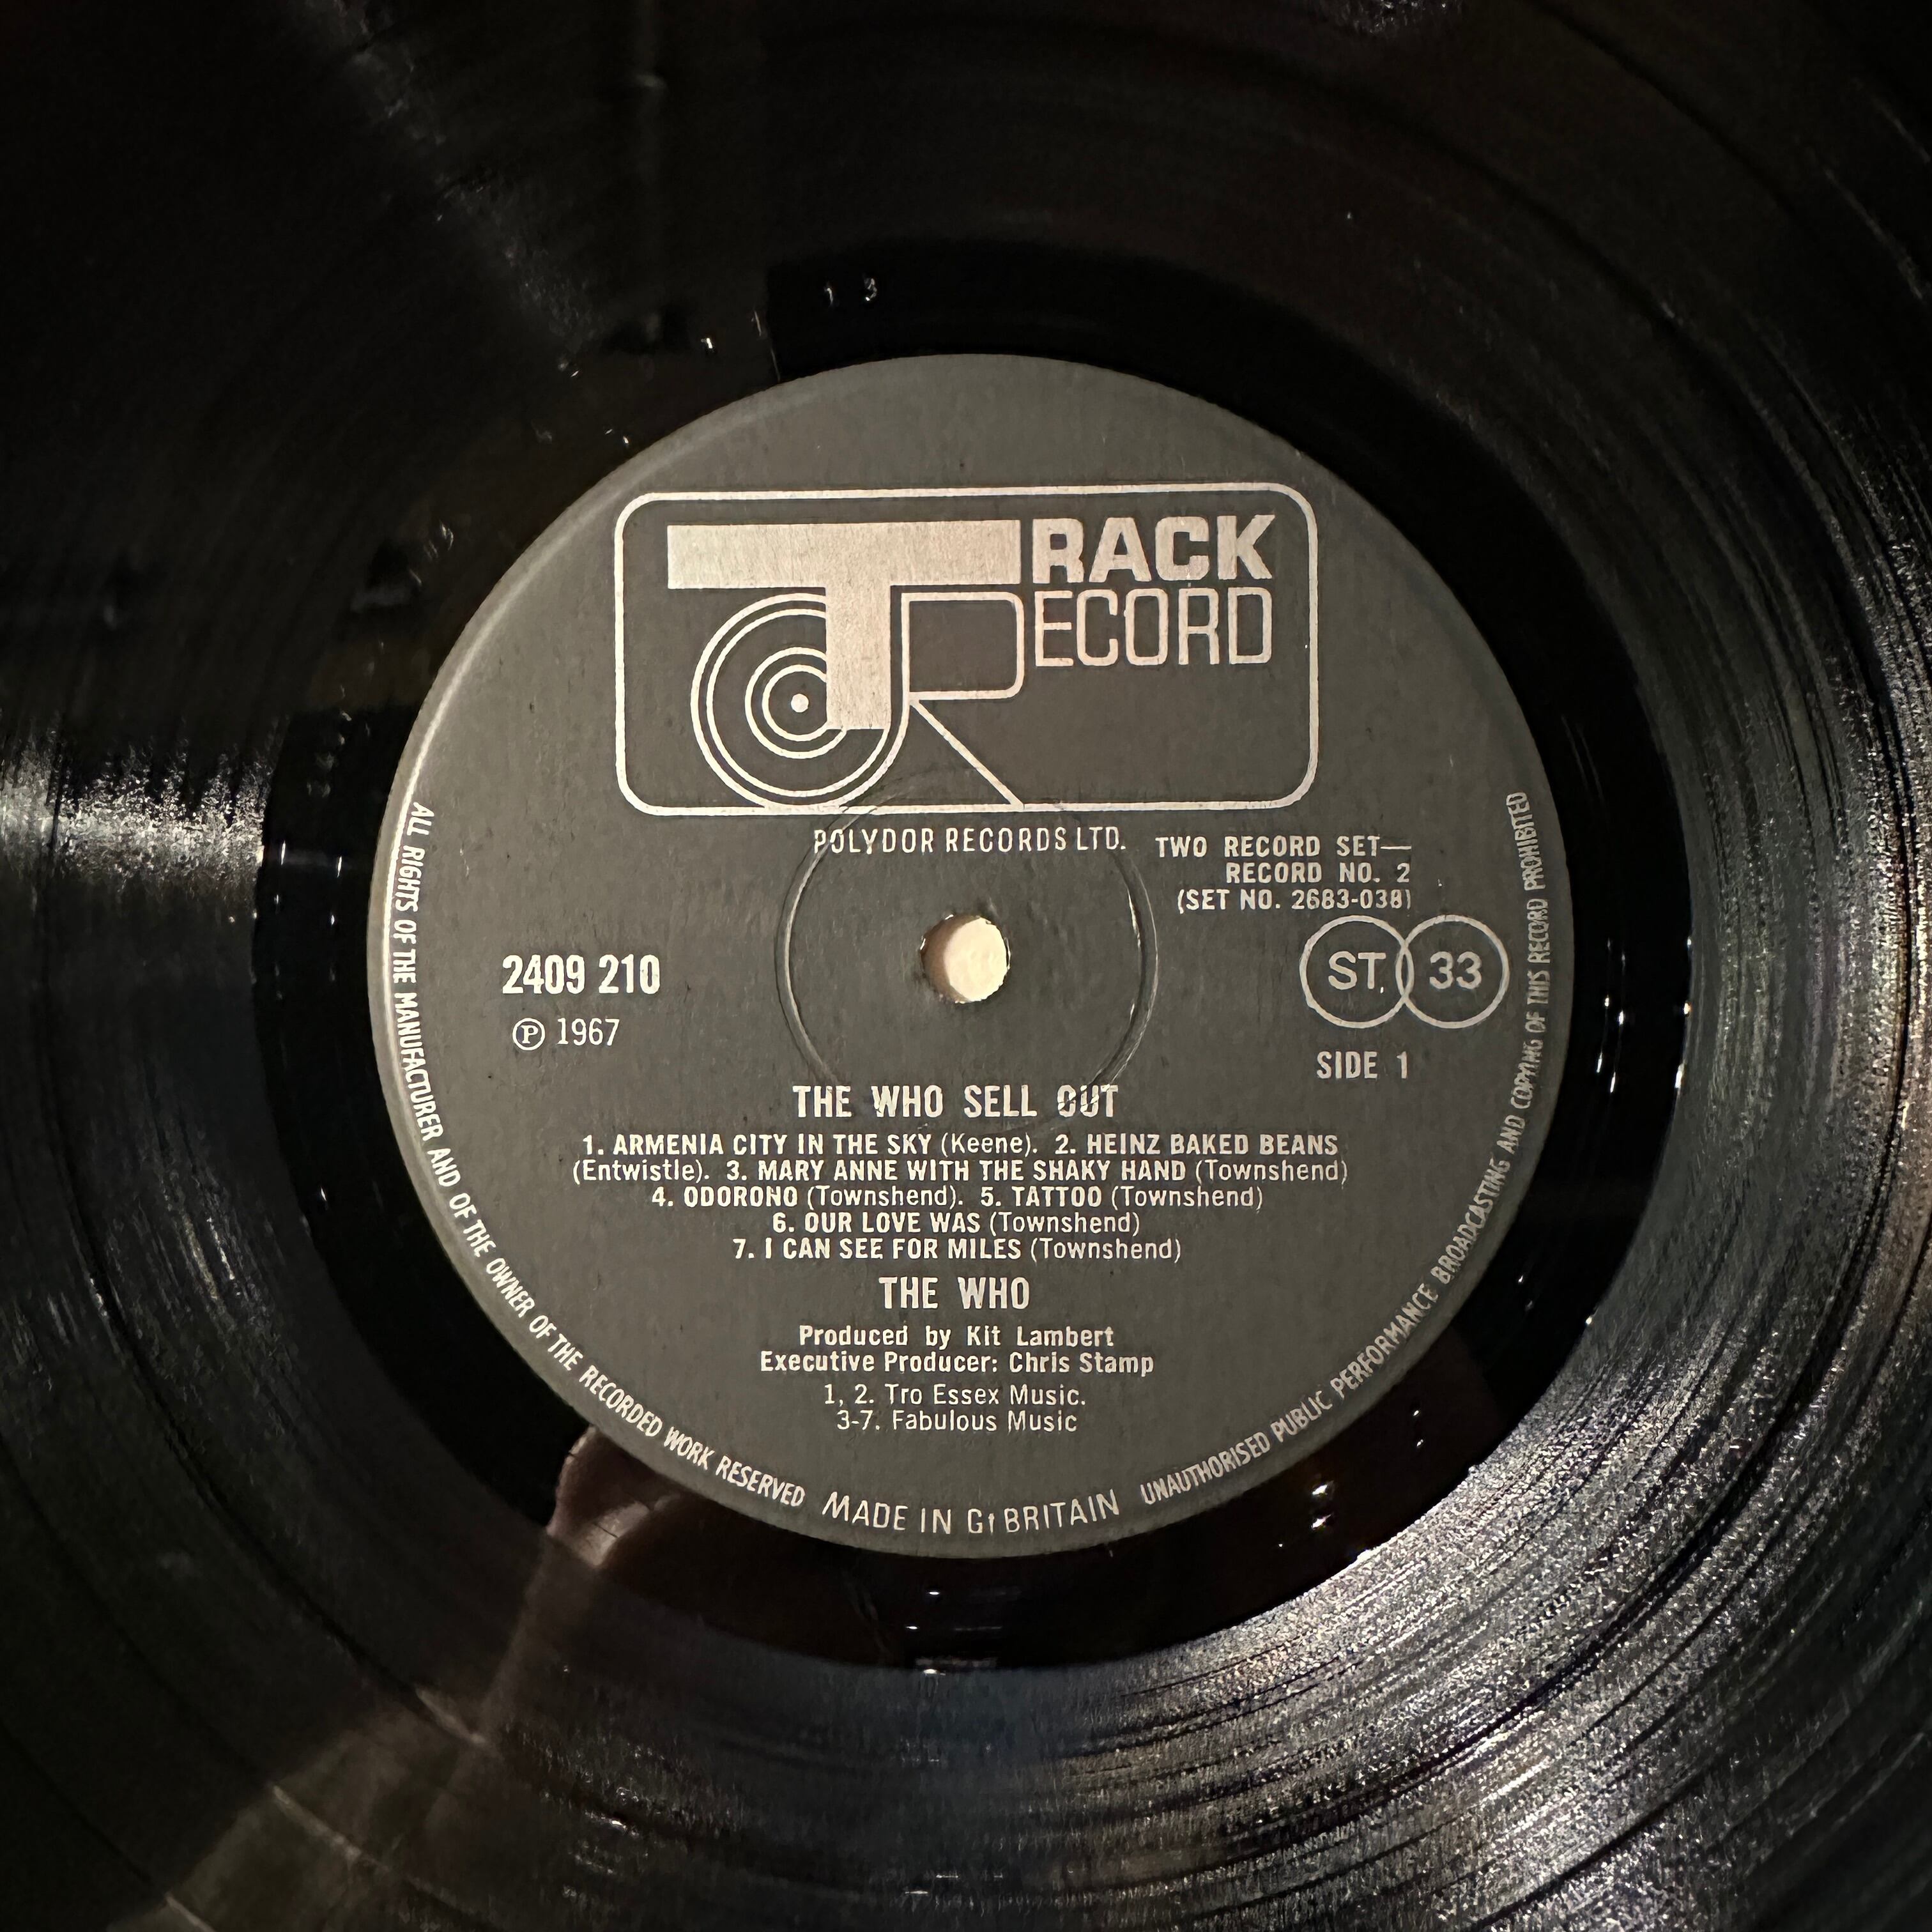 TRACK
RECORD
POLYDOR RECORDS LTD.
TWO RECORD SET—
RECORD NO. 2
(SET NO. 2683-038)
2409 210
ST. 33
℗ 1967
SIDE 1
THE WHO SELL OUT
1. ARMENIA CITY IN THE SKY (Keene). 2. HEINZ BAKED BEANS
(Entwistle). 3. MARY ANNE WITH THE SHAKY HAND (Townshend)
4. ODORONO (Townshend). 5. TATTOO (Townshend)
6. OUR LOVE WAS (Townshend)
7. I CAN SEE FOR MILES (Townshend)
THE WHO
Produced by Kit Lambert
Executive Producer: Chris Stamp
1, 2. Tro Essex Music.
3-7. Fabulous Music
ALL RIGHTS OF THE MANUFACTURER AND OF THE OWNER OF THE RECORDED WORK RESERVED
MADE IN Gt BRITAIN
UNAUTHORISED PUBLIC PERFORMANCE BROADCASTING AND COPYING OF THIS RECORD PROHIBITED
1 3